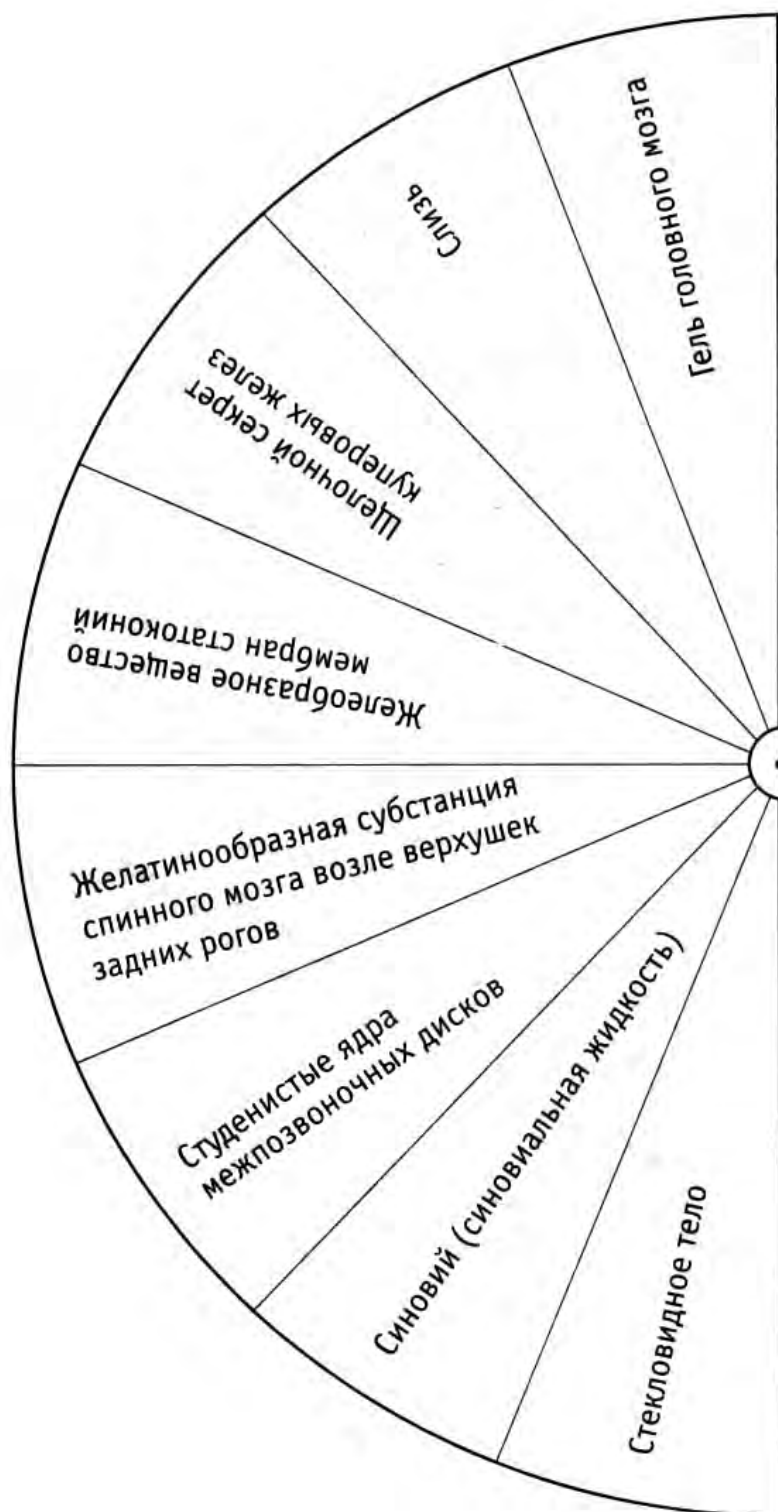 Гель головного мозга
Слизь
Щелочной секрет
куперовых желез
Желеобразное вещество
мембран статоконий
Желатинообразная субстанция
спинного мозга возле верхушек
задних рогов
Студенистые ядра
межпозвоночных дисков
Синовий (синовиальная жидкость)
Стекловидное тело